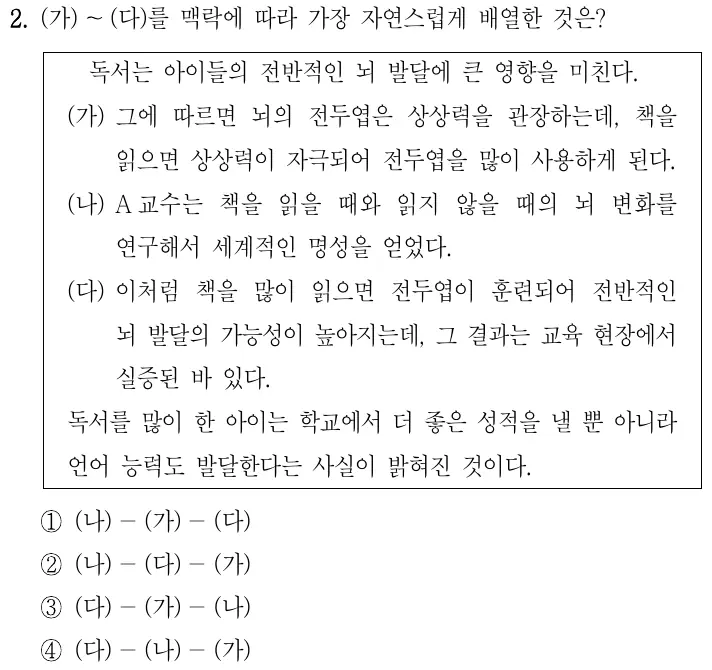 2. (가) ~ (다)를 맥락에 따라 가장 자연스럽게 배열한 것은?
독서는 아이들의 전반적인 뇌 발달에 큰 영향을 미친다.
(가) 그에 따르면 뇌의 전두엽은 상상력을 관장하는데, 책을
읽으면 상상력이 자극되어 전두엽을 많이 사용하게 된다.
(나) A 교수는 책을 읽을 때와 읽지 않을 때의 뇌 변화를
연구해서 세계적인 명성을 얻었다.
(다) 이처럼 책을 많이 읽으면 전두엽이 훈련되어 전반적인
뇌 발달의 가능성이 높아지는데, 그 결과는 교육 현장에서
실증된 바 있다.
독서를 많이 한 아이는 학교에서 더 좋은 성적을 낼 뿐 아니라
언어 능력도 발달한다는 사실이 밝혀진 것이다.
① (나) - (가) - (다)
② (나) - (다) - (가)
③ (다) - (가) - (나)
④ (다) - (나) - (가)